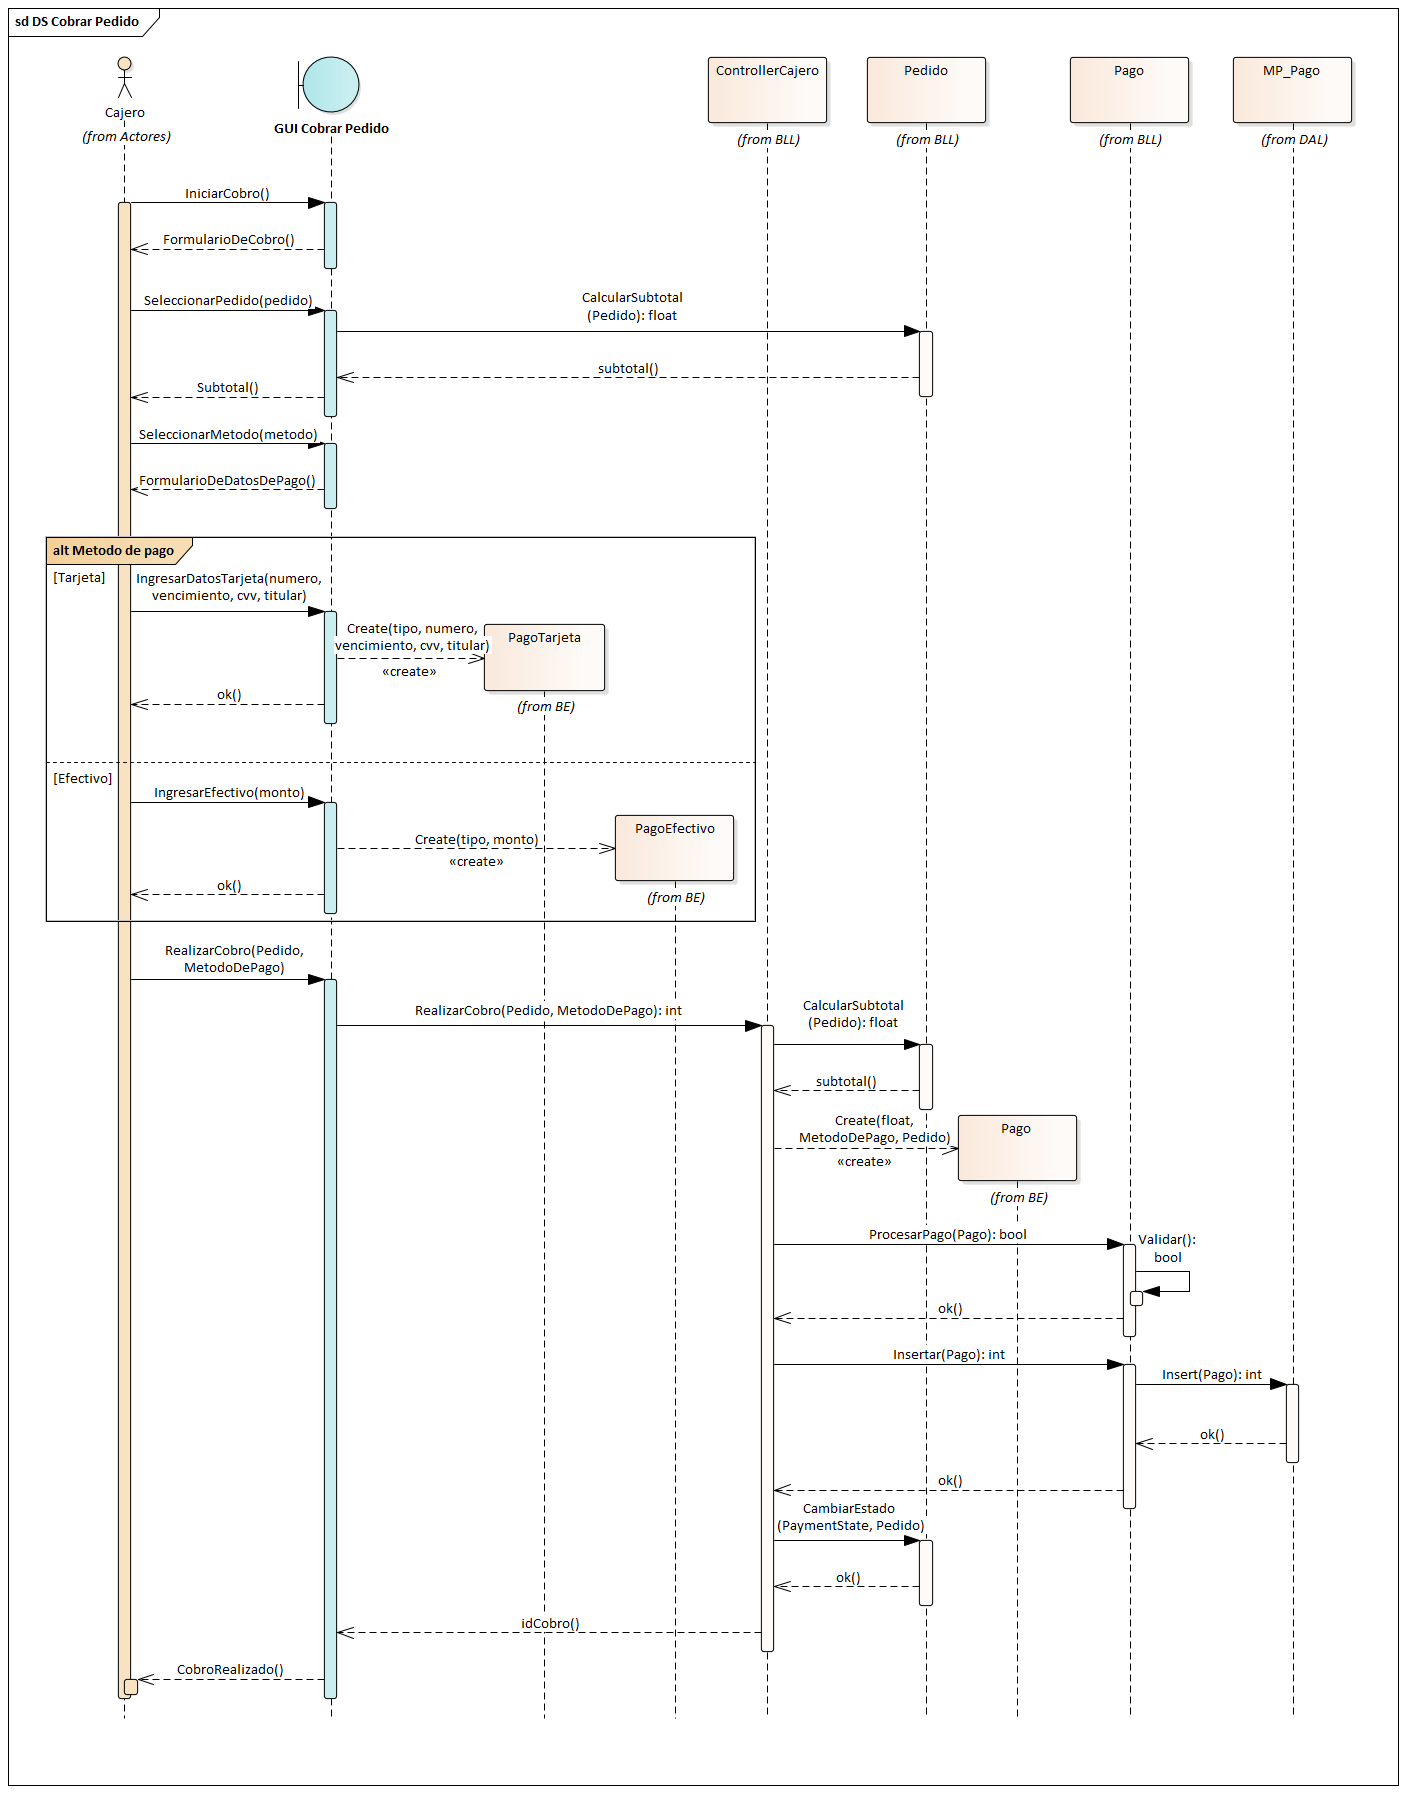 sd DS Cobrar Pedido
Cajero
(from Actores)
GUI Cobrar Pedido
ControllerCajero
(from BLL)
Pedido
(from BLL)
Pago
(from BLL)
MP_Pago
(from DAL)
IniciarCobro()
FormularioDeCobro()
SeleccionarPedido(pedido)
CalcularSubtotal
(Pedido): float
subtotal()
Subtotal()
SeleccionarMetodo(metodo)
FormularioDeDatosDePago()
alt Metodo de pago
[Tarjeta]
IngresarDatosTarjeta(numero,
vencimiento, cvv, titular)
Create(tipo, numero,
vencimiento, cvv, titular)
«create»
PagoTarjeta
(from BE)
ok()
[Efectivo]
IngresarEfectivo(monto)
Create(tipo, monto)
«create»
PagoEfectivo
(from BE)
ok()
RealizarCobro(Pedido,
MetodoDePago)
RealizarCobro(Pedido, MetodoDePago): int
CalcularSubtotal
(Pedido): float
subtotal()
Create(float,
MetodoDePago, Pedido)
«create»
Pago
(from BE)
ProcesarPago(Pago): bool
Validar():
bool
ok()
Insertar(Pago): int
Insert(Pago): int
ok()
ok()
CambiarEstado
(PaymentState, Pedido)
ok()
idCobro()
CobroRealizado()